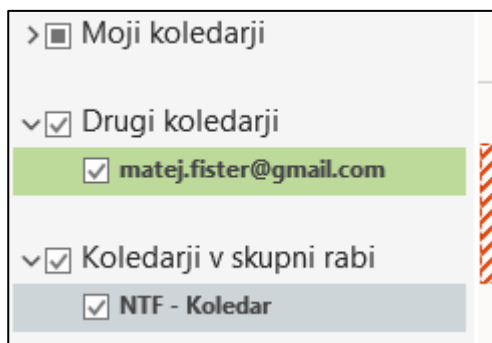 Moji koledarji
Drugi koledarji
matej.fister@gmail.com
Koledarji v skupni rabi
NTF - Koledar